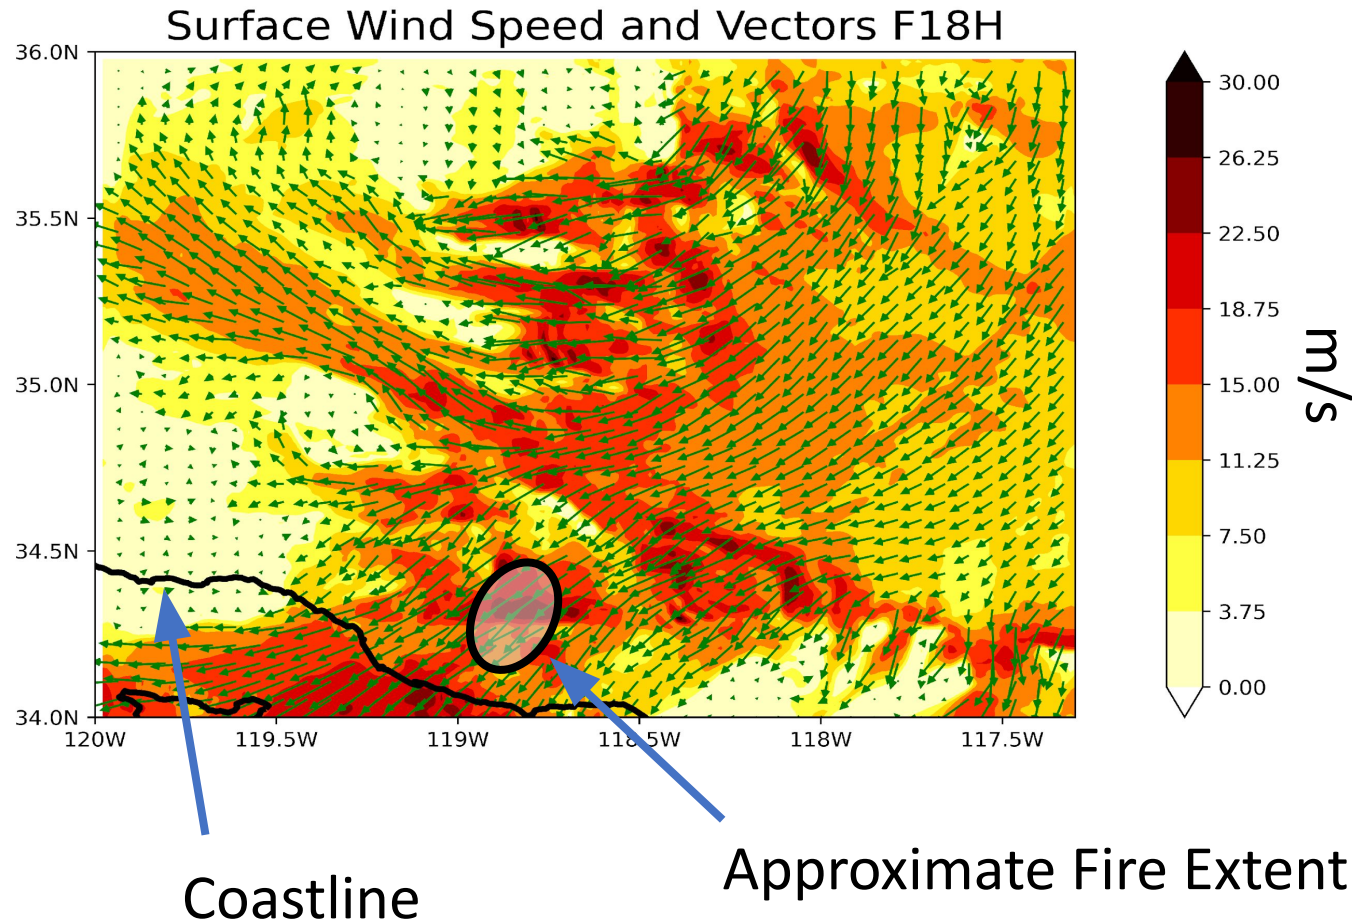 Surface Wind Speed and Vectors F18H
36.0N
35.5N
35.0N
34.5N
34.0N
120W
119.5W
119W
118.5W
118W
117.5W
30.00
26.25
22.50
18.75
15.00
11.25
7.50
3.75
0.00
m/s
Coastline
Approximate Fire Extent